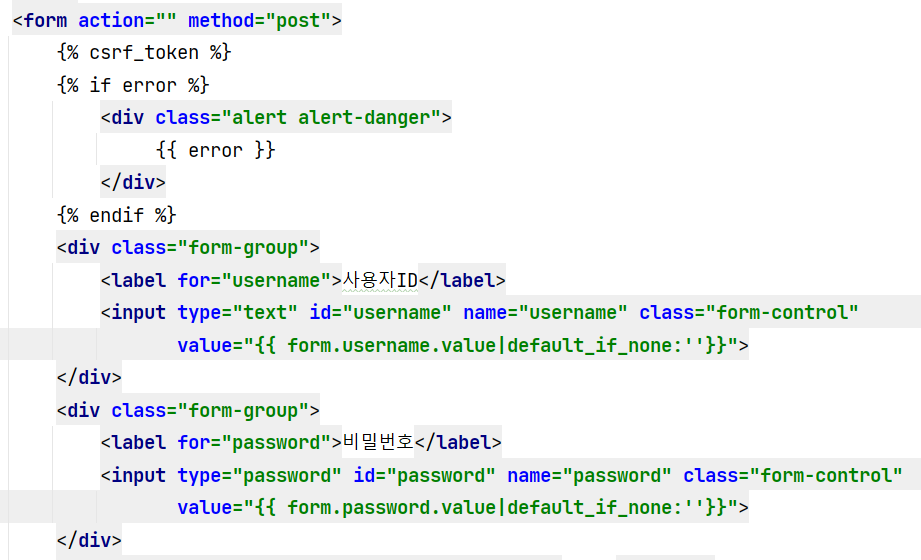 <form action="" method="post">
{% csrf_token %}
{% if error %}
<div class="alert alert-danger">
{{ error }}
</div>
{% endif %}
<div class="form-group">
<label for="username">사용자ID</label>
<input type="text" id="username" name="username" class="form-control"
value="{{ form.username.value|default_if_none:''}}">
</div>
<div class="form-group">
<label for="password">비밀번호</label>
<input type="password" id="password" name="password" class="form-control"
value="{{ form.password.value|default_if_none:''}}">
</div>